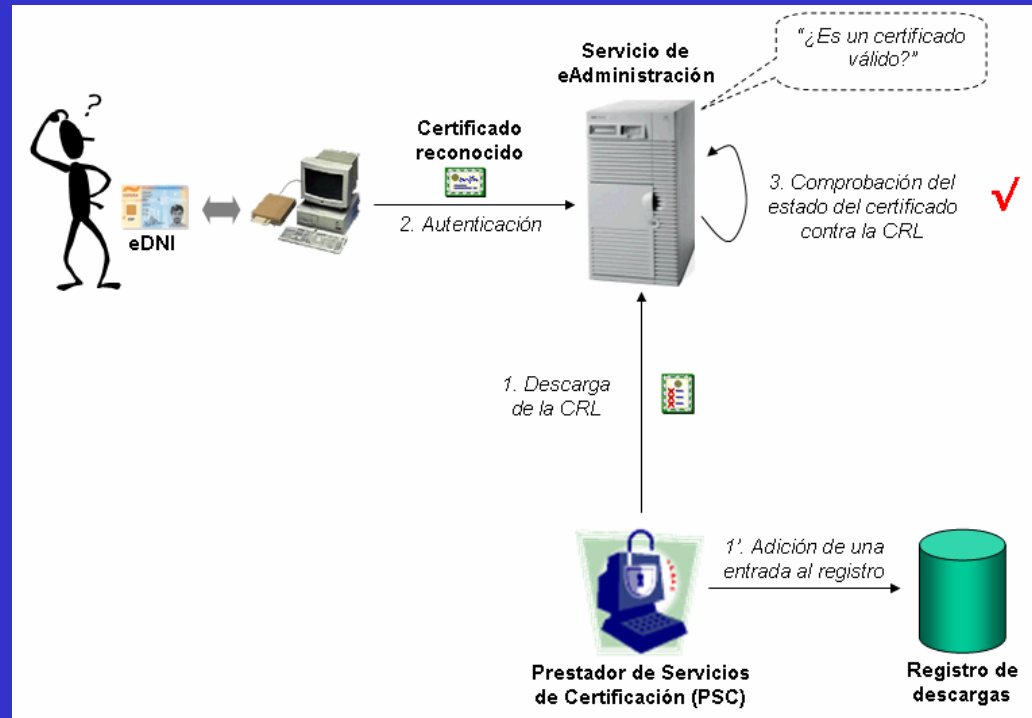 "¿Es un certificado
válido?"
Servicio de
eAdministración
?
Certificado
reconocido
eDNI
2. Autenticación
3. Comprobación del
estado del certificado
contra la CRL
√
1. Descarga
de la CRL
1'. Adición de una
entrada al registro
Prestador de Servicios
de Certificación (PSC)
Registro de
descargas